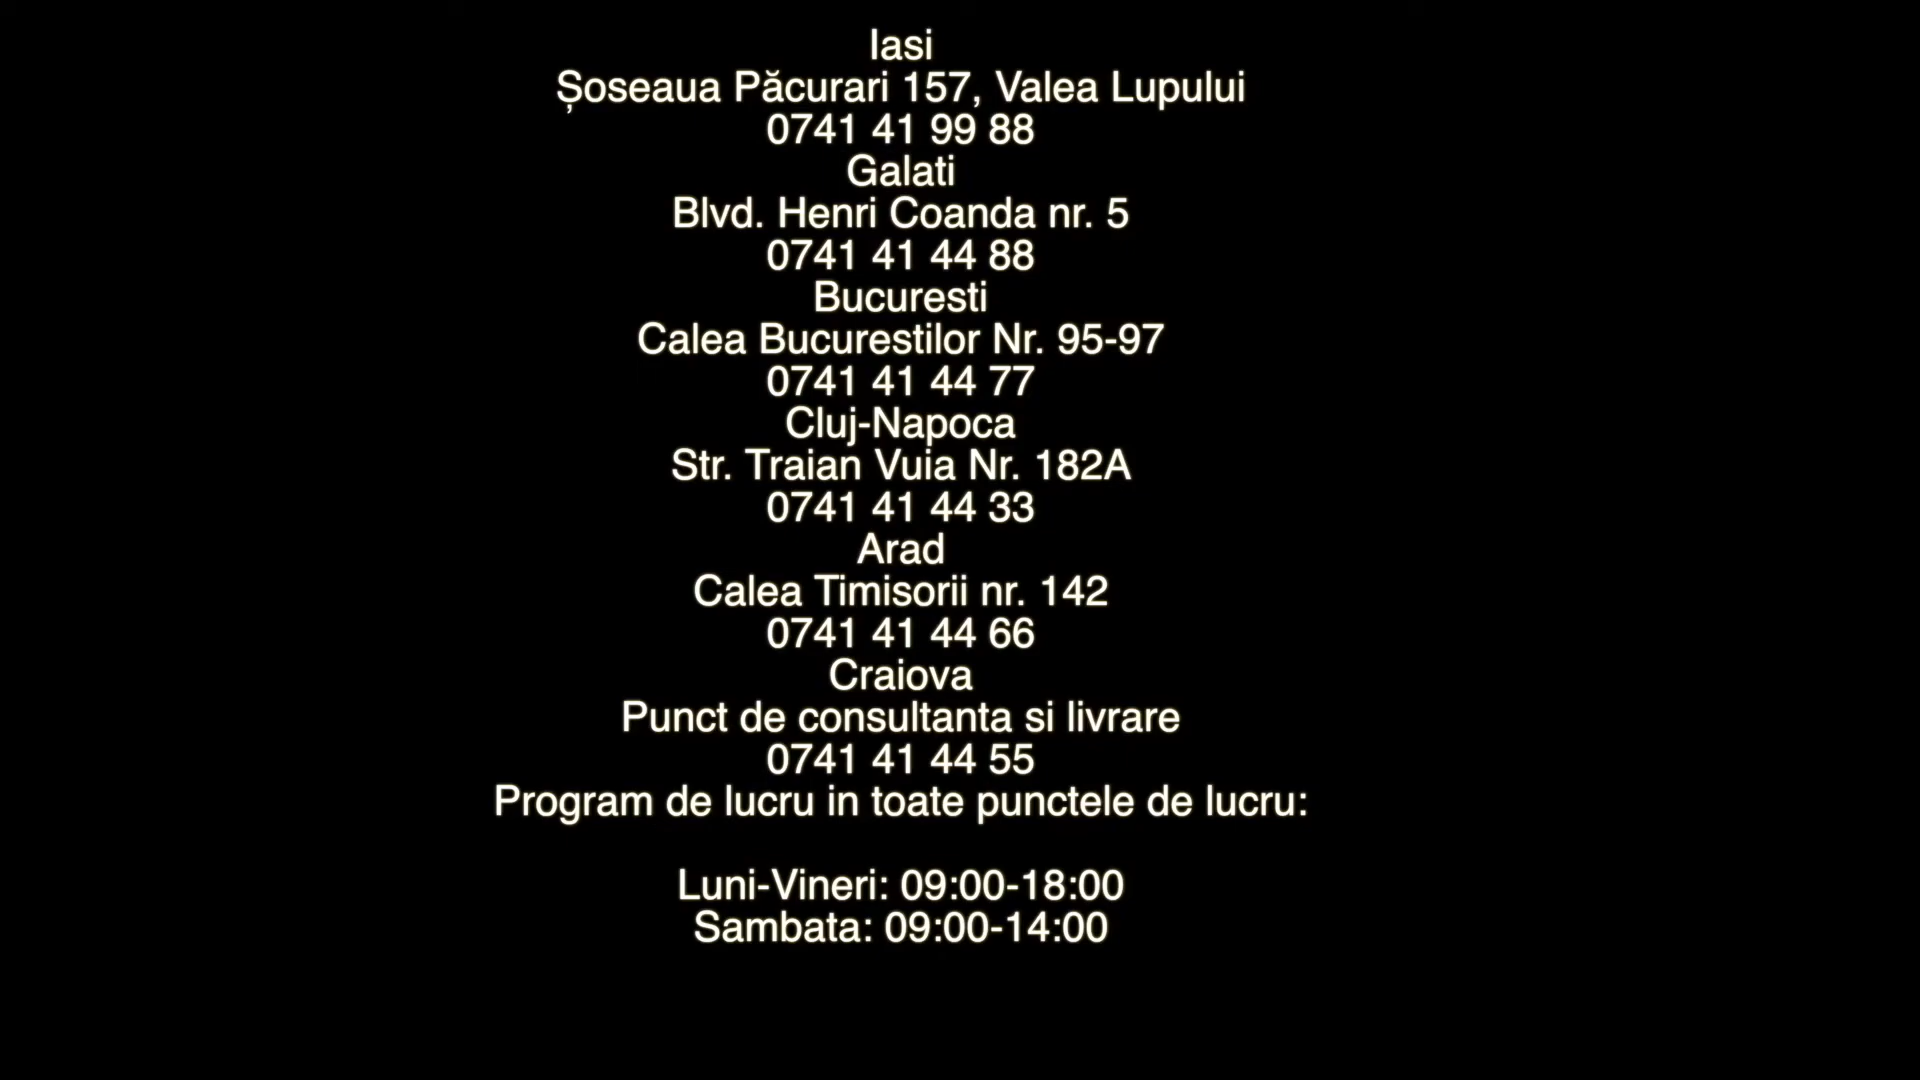 Iasi
Șoseaua Păcurari 157, Valea Lupului
0741 41 99 88
Galati
Blvd. Henri Coanda nr. 5
0741 41 44 88
Bucuresti
Calea Bucurestilor Nr. 95-97
0741 41 44 77
Cluj-Napoca
Str. Traian Vuia Nr. 182A
0741 41 44 33
Arad
Calea Timisorii nr. 142
0741 41 44 66
Craiova
Punct de consultanta si livrare
0741 41 44 55
Program de lucru in toate punctele de lucru:
Luni-Vineri: 09:00-18:00
Sambata: 09:00-14:00